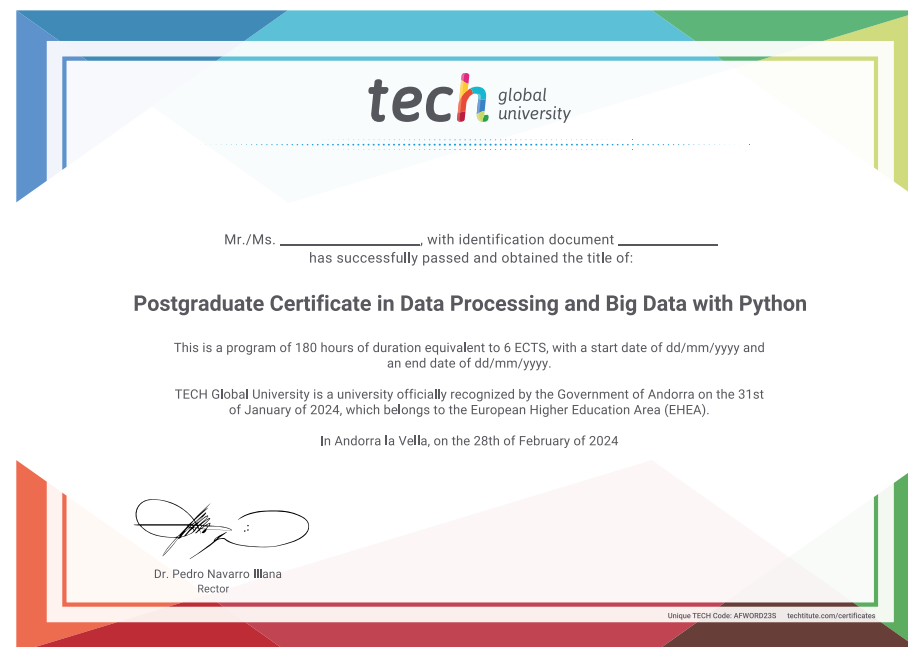 tech global university
Mr./Ms. ____________________, with identification document ______________
has successfully passed and obtained the title of:
Postgraduate Certificate in Data Processing and Big Data with Python
This is a program of 180 hours of duration equivalent to 6 ECTS, with a start date of dd/mm/yyyy and
an end date of dd/mm/yyyy.
TECH Global University is a university officially recognized by the Government of Andorra on the 31st
of January of 2024, which belongs to the European Higher Education Area (EHEA).
In Andorra la Vella, on the 28th of February of 2024
Dr. Pedro Navarro Illana
Rector
Unique TECH Code: AFWORD23S techtitute.com/certificates